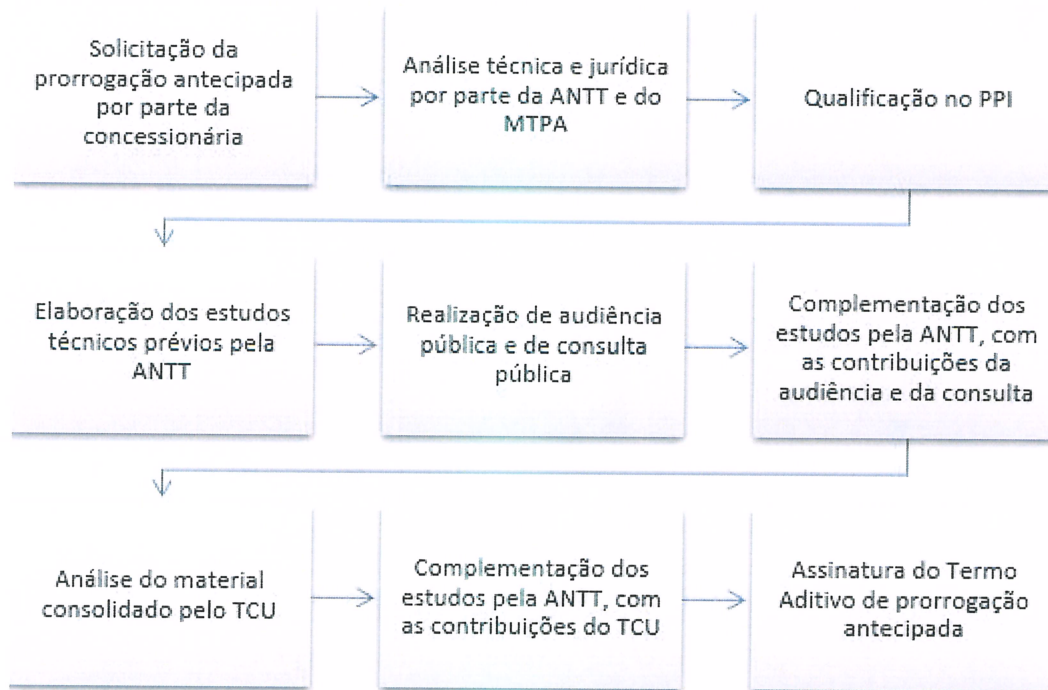 Solicitação da
prorrogação antecipada
por parte da
concessionária
Análise técnica e jurídica
por parte da ANTT e do
MTPA
Qualificação no PPI
Elaboração dos estudos
técnicos prévios pela
ANTT
Realização de audiência
pública e de consulta
pública
Complementação dos
estudos pela ANTT, com
as contribuições da
audiência e da consulta
Análise do material
consolidado pelo TCU
Complementação dos
estudos pela ANTT, com
as contribuições do TCU
Assinatura do Termo
Aditivo de prorrogação
antecipada